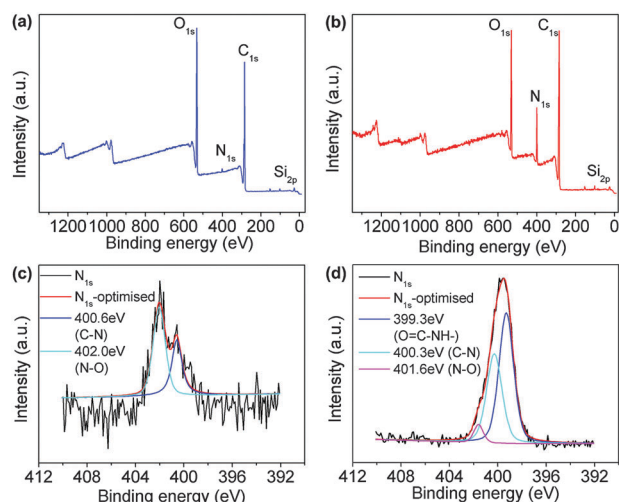 (a)
O1s
C1s
N1s
Si2p
Intensity (a.u.)
1200 1000 800 600 400 200 0
Binding energy (eV)
(b)
O1s
C1s
N1s
Si2p
Intensity (a.u.)
1200 1000 800 600 400 200 0
Binding energy (eV)
(c)
N1s
N1s-optimised
400.6eV
(C-N)
402.0eV
(N-O)
Intensity (a.u.)
412 408 404 400 396 392
Binding energy (eV)
(d)
N1s
N1s-optimised
399.3eV
(O=C-NH-)
400.3eV (C-N)
401.6eV (N-O)
Intensity (a.u.)
412 408 404 400 396 392
Binding energy (eV)